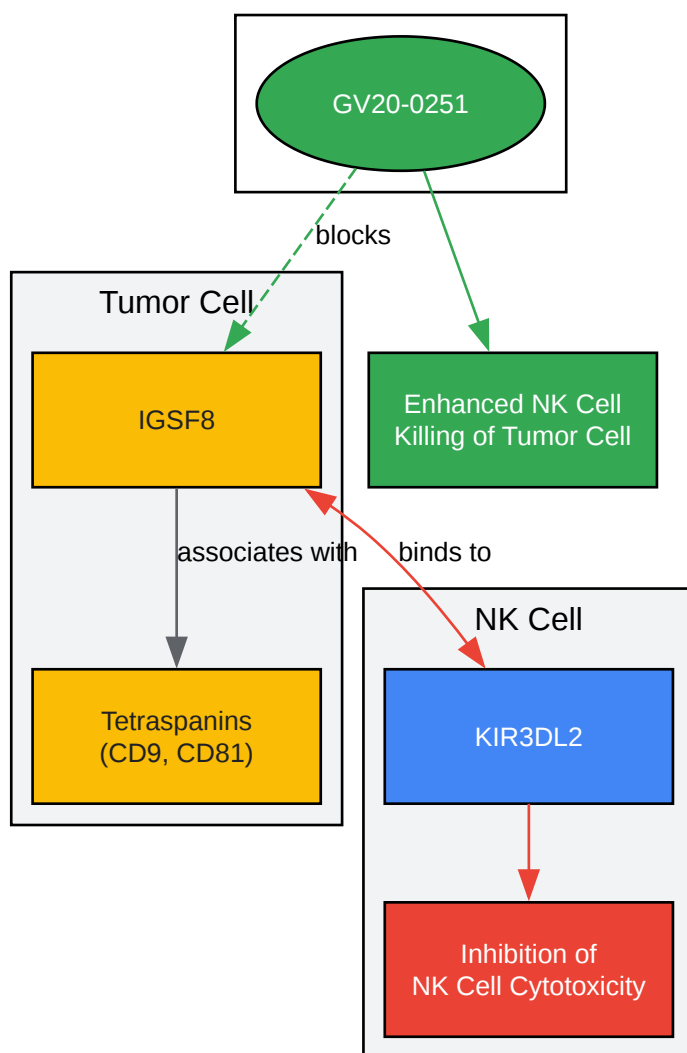 GV20-0251
blocks
Tumor Cell
IGSF8
Enhanced NK Cell
Killing of Tumor Cell
associates with
binds to
NK Cell
Tetraspanins
(CD9, CD81)
KIR3DL2
Inhibition of
NK Cell Cytotoxicity